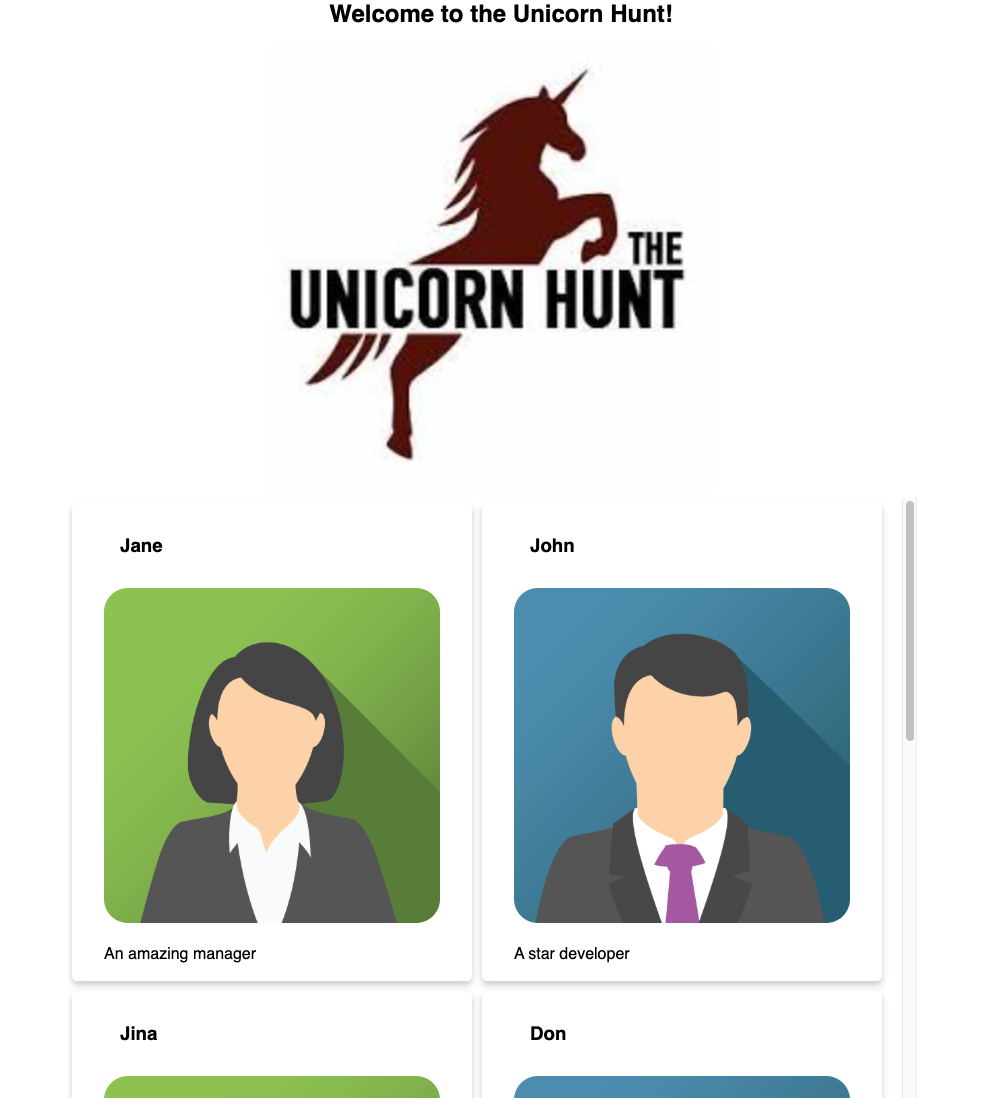 Welcome to the Unicorn Hunt!
THE
UNICORN HUNT
Jane
John
An amazing manager
A star developer
Jina
Don